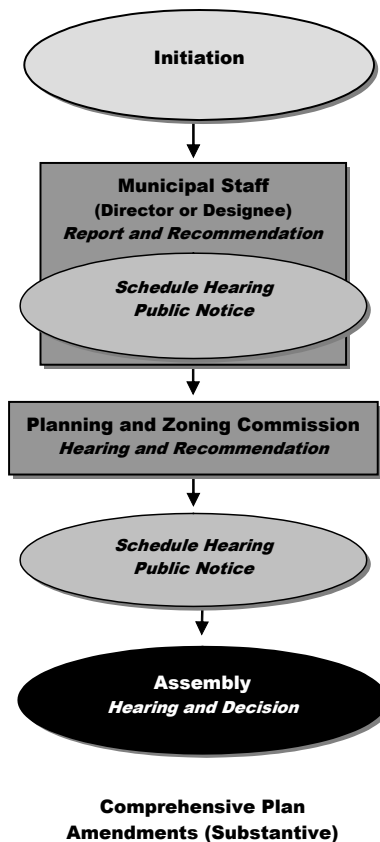 Initiation
Municipal Staff
(Director or Designee)
Report and Recommendation
Schedule Hearing
Public Notice
Planning and Zoning Commission
Hearing and Recommendation
Schedule Hearing
Public Notice
Assembly
Hearing and Decision
Comprehensive Plan
Amendments (Substantive)